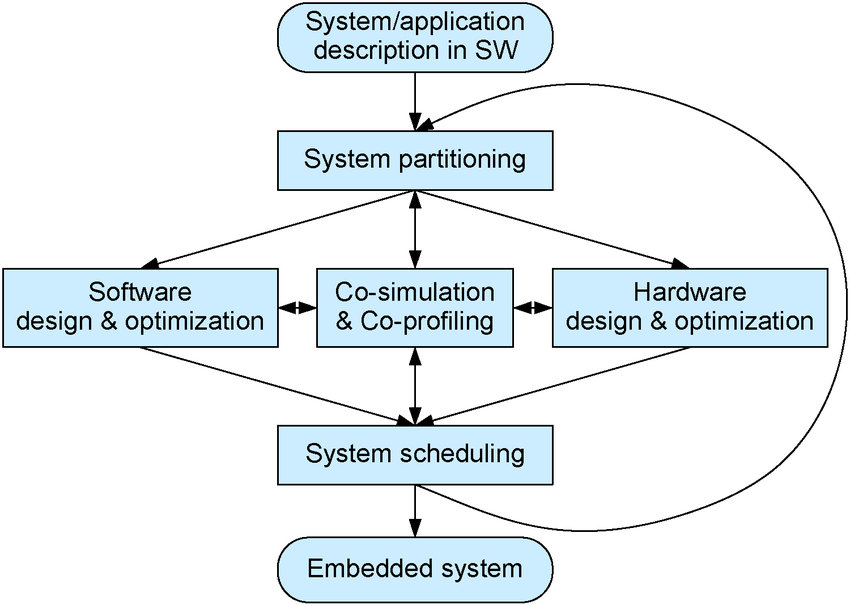 System/application
description in SW
System partitioning
Software
design & optimization
Co-simulation
& Co-profiling
Hardware
design & optimization
System scheduling
Embedded system